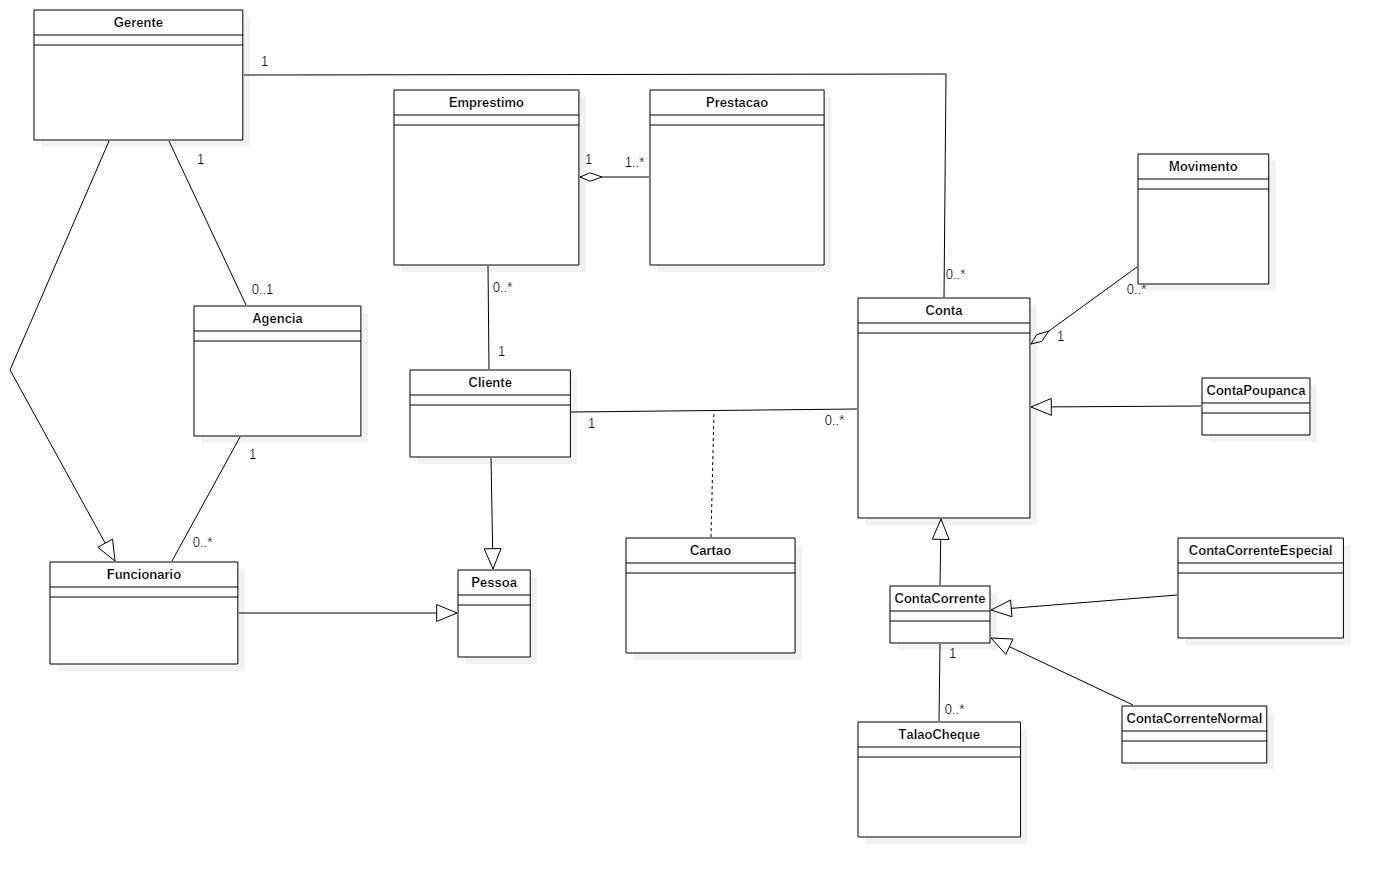 Gerente
1
Emprestimo
Prestacao
1
1
1..*
Movimento
0..*
0..1
0..*
0..*
Agencia
Conta
1
1
Cliente
ContaPoupanca
1
0..*
1
0..*
Cartao
ContaCorrenteEspecial
Funcionario
Pessoa
ContaCorrente
1
0..*
ContaCorrenteNormal
TalaoCheque